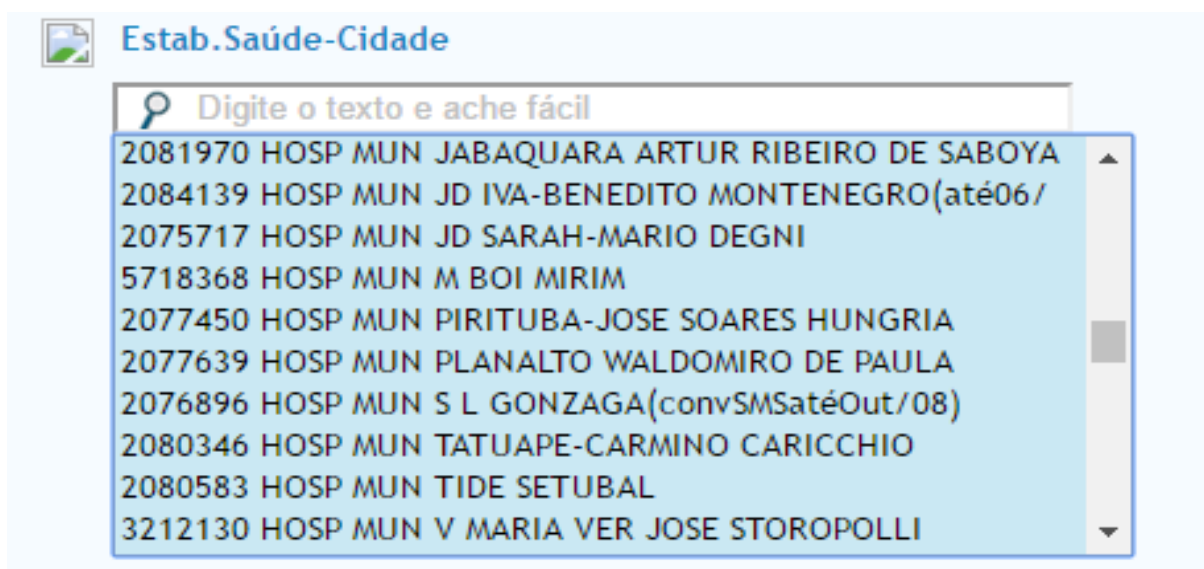 Estab.Saúde-Cidade
Digite o texto e ache fácil
2081970 HOSP MUN JABAQUARA ARTUR RIBEIRO DE SABOYA
2084139 HOSP MUN JD IVA-BENEDITO MONTENEGRO(até06/
2075717 HOSP MUN JD SARAH-MARIO DEGNI
5718368 HOSP MUN M BOI MIRIM
2077450 HOSP MUN PIRITUBA-JOSE SOARES HUNGRIA
2077639 HOSP MUN PLANALTO WALDOMIRO DE PAULA
2076896 HOSP MUN S L GONZAGA(convSMSatéOut/08)
2080346 HOSP MUN TATUAPE-CARMINO CARICCHIO
2080583 HOSP MUN TIDE SETUBAL
3212130 HOSP MUN V MARIA VER JOSE STOROPOLLI